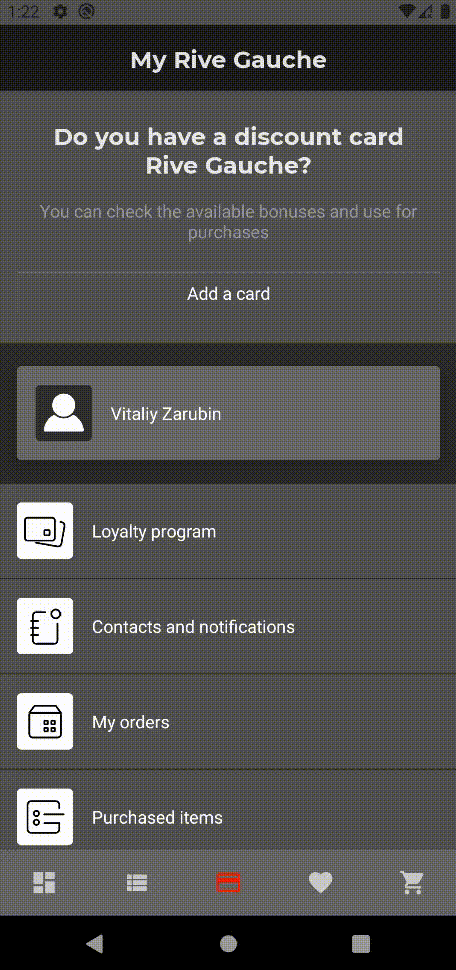 1:22
My Rive Gauche
Do you have a discount card
Rive Gauche?
You can check the available bonuses and use for
purchases
Add a card
Vitaliy Zarubin
Loyalty program
Contacts and notifications
My orders
Purchased items